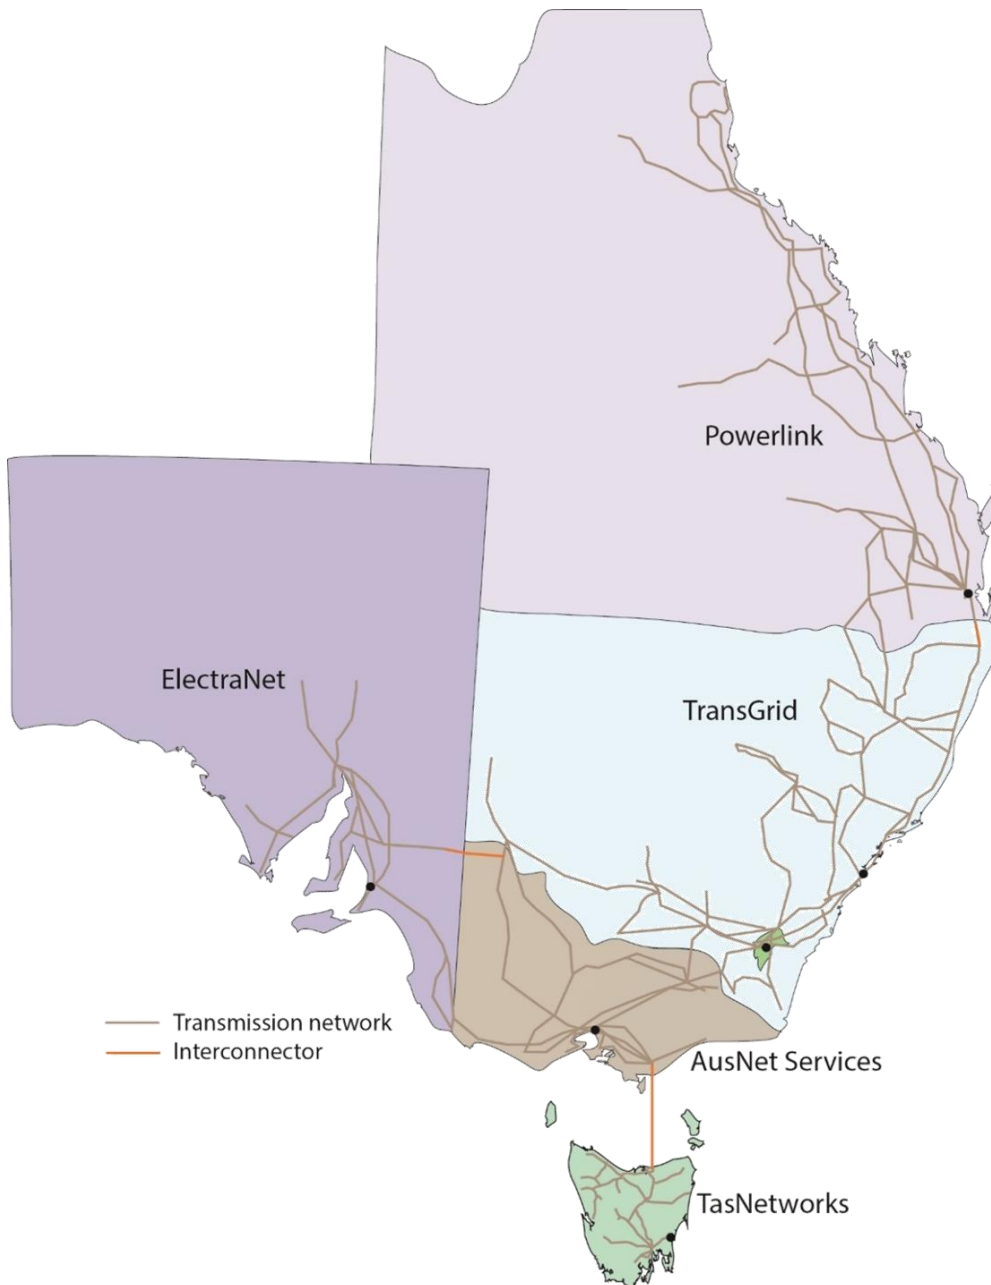 Powerlink
ElectraNet
TransGrid
Transmission network
Interconnector
AusNet Services
TasNetworks